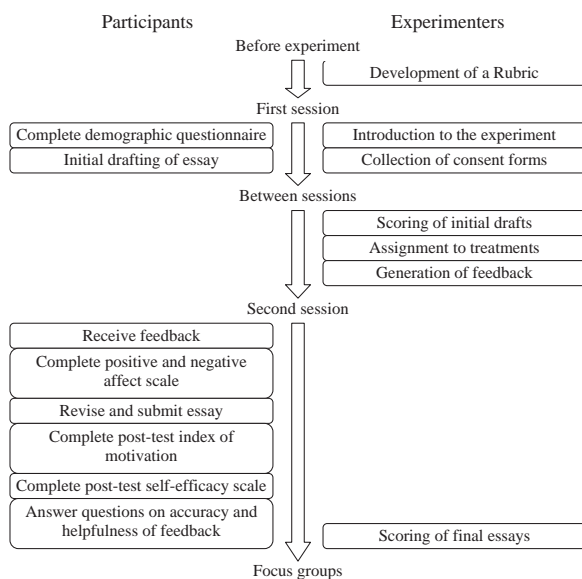 Participants
Experimenters
Before experiment
Development of a Rubric
First session
Complete demographic questionnaire
Introduction to the experiment
Initial drafting of essay
Collection of consent forms
Between sessions
Scoring of initial drafts
Assignment to treatments
Generation of feedback
Second session
Receive feedback
Complete positive and negative
affect scale
Revise and submit essay
Complete post-test index of
motivation
Complete post-test self-efficacy scale
Answer questions on accuracy and
helpfulness of feedback
Scoring of final essays
Focus groups